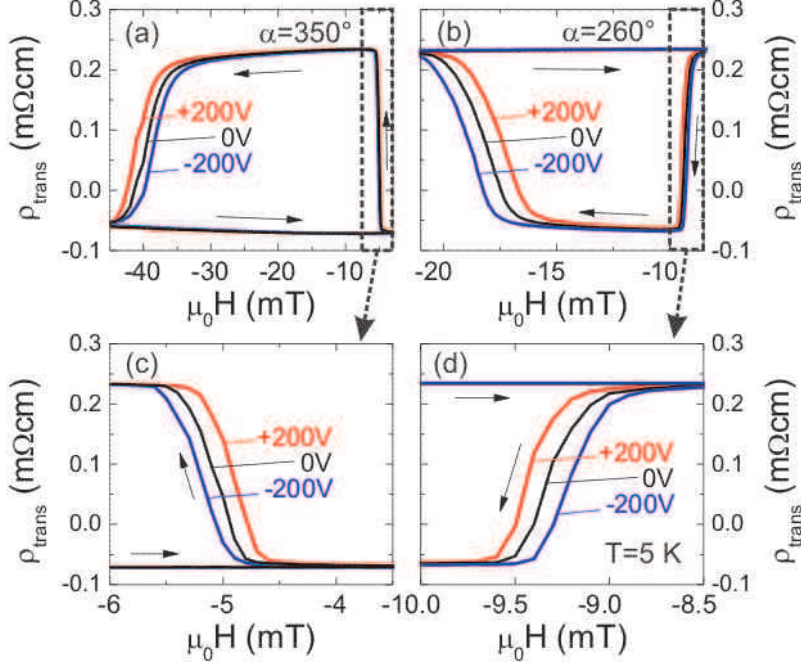 0.3
0.2
0.1
0.0
-0.1
ρtrans (mΩcm)
(a)
α=350°
+200V
0V
-200V
-40 -30 -20 -10
μ0H (mT)
(b)
α=260°
+200V
0V
-200V
0.3
0.2
0.1
0.0
-0.1
ρtrans (mΩcm)
-20 -15 -10
μ0H (mT)
0.3
0.2
0.1
0.0
-0.1
ρtrans (mΩcm)
(c)
+200V
0V
-200V
-6 -5 -4
μ0H (mT)
(d)
+200V
0V
-200V
T=5 K
0.3
0.2
0.1
0.0
-0.1
ρtrans (mΩcm)
-10.0 -9.5 -9.0 -8.5
μ0H (mT)